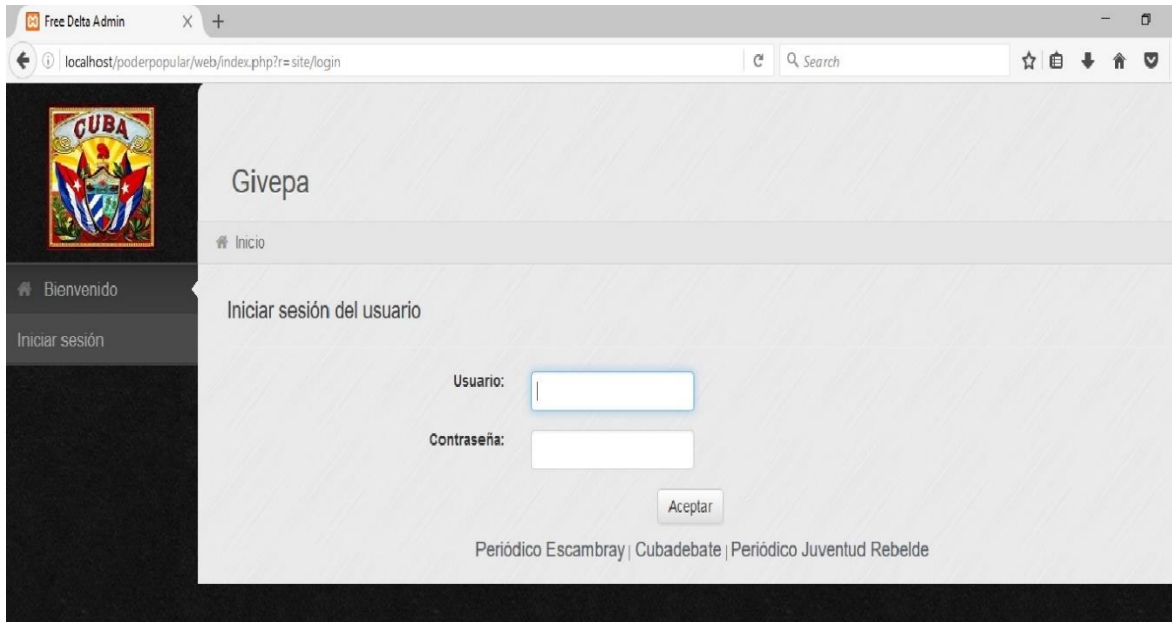 Free Delta Admin
localhost/poderpopular/web/index.php?r=site/login
Search
CUBA
Givepa
Inicio
Bienvenido
Iniciar sesión
Iniciar sesión del usuario
Usuario:
Contraseña:
Aceptar
Periódico Escambray | Cubadebate | Periódico Juventud Rebelde